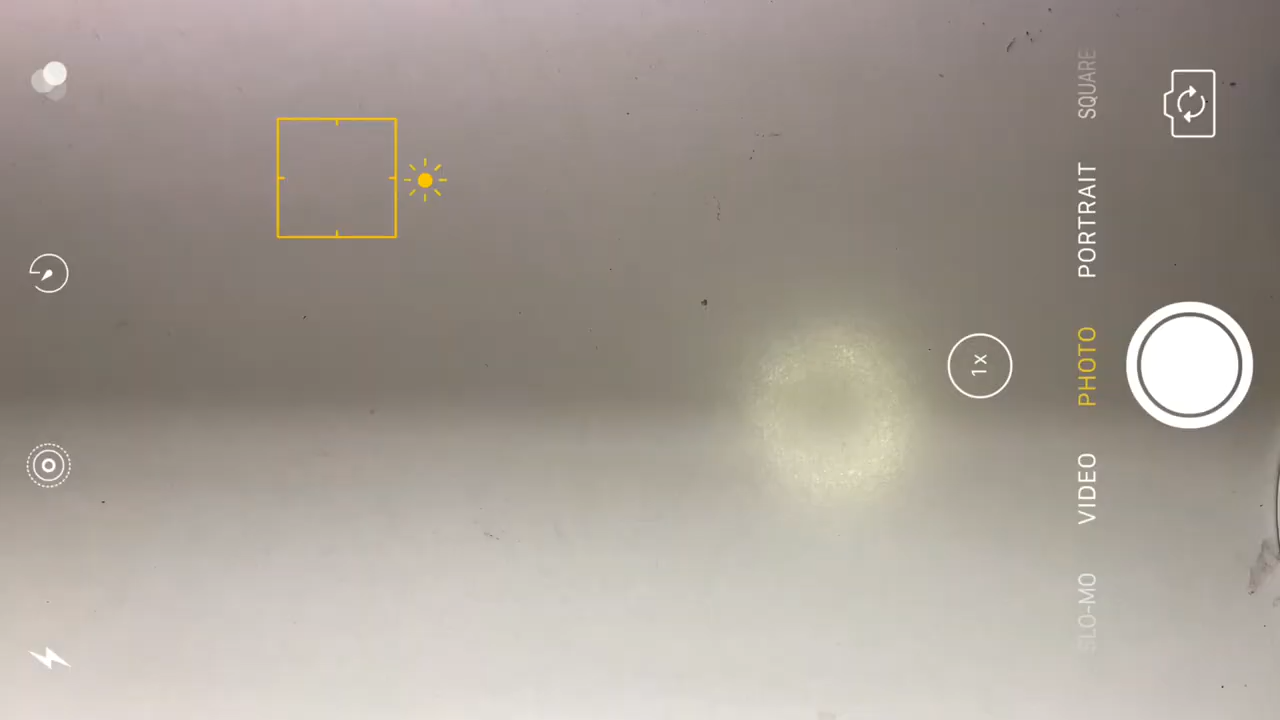 SQUARE
PORTRAIT
PHOTO
VIDEO
SLO-MO
1x